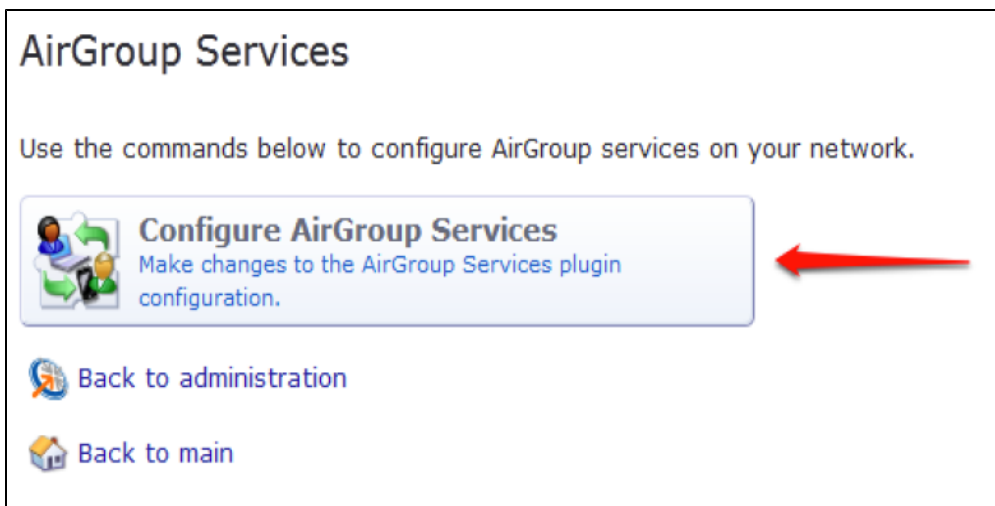 AirGroup Services
Use the commands below to configure AirGroup services on your network.
Configure AirGroup Services
Make changes to the AirGroup Services plugin
configuration.
Back to administration
Back to main